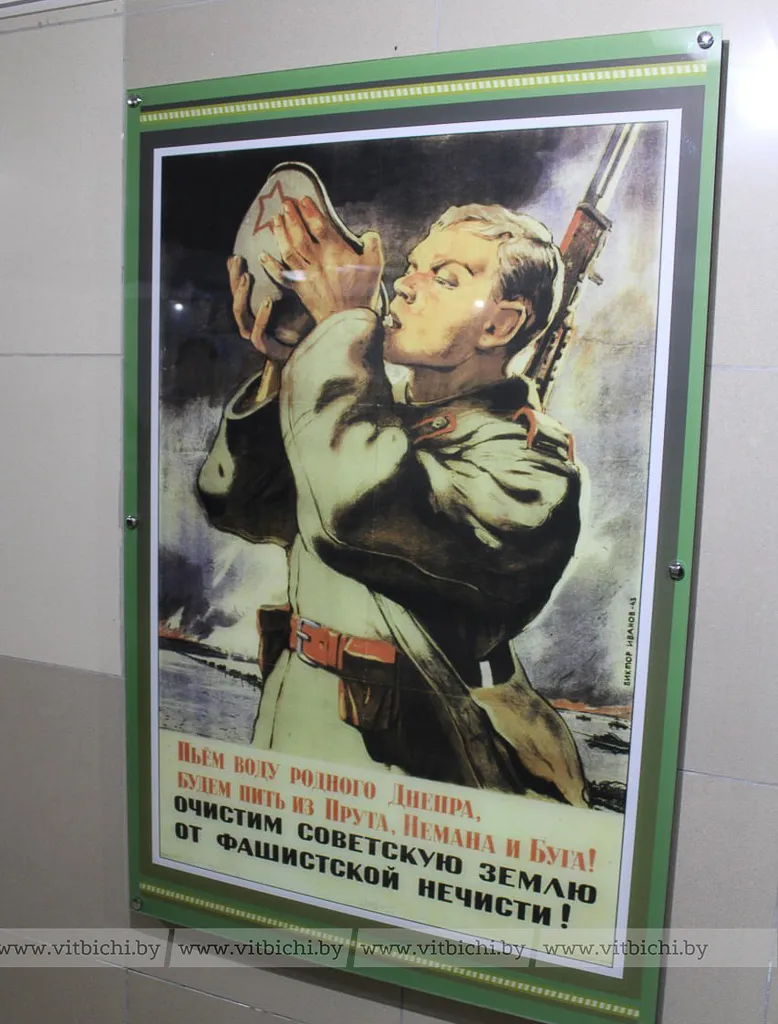 ВИКТОР ИВАНОВ-43
Пьём воду родного Днепра,
будем пить из Прута, Немана и Буга!
ОЧИСТИМ СОВЕТСКУЮ ЗЕМЛЮ
ОТ ФАШИСТСКОЙ НЕЧИСТИ!
www.vitbichi.by / www.vitbichi.by / www.vitbichi.by / www.vitbichi.by